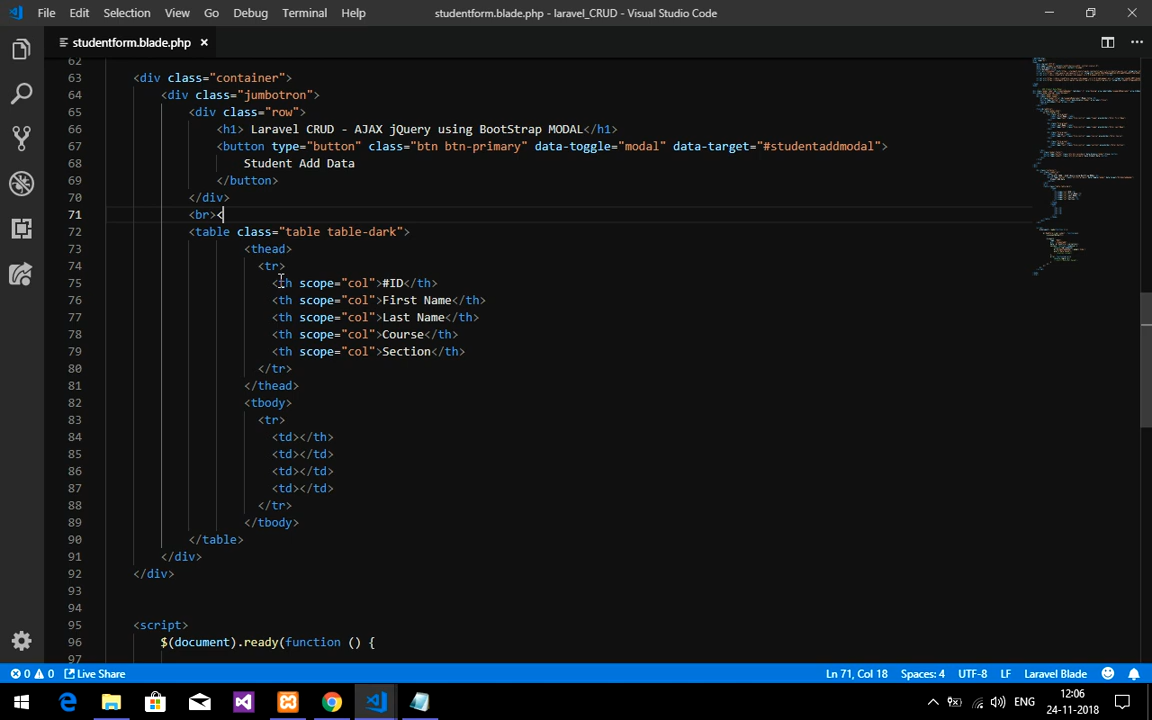 File Edit Selection View Go Debug Terminal Help studentform.blade.php - laravel_CRUD - Visual Studio Code
studentform.blade.php ×
62
63 <div class="container">
64 <div class="jumbotron">
65 <div class="row">
66 <h1> Laravel CRUD - AJAX jQuery using BootStrap MODAL</h1>
67 <button type="button" class="btn btn-primary" data-toggle="modal" data-target="#studentaddmodal">
68 Student Add Data
69 </button>
70 </div>
71 <br><
72 <table class="table table-dark">
73 <thead>
74 <tr>
75 <th scope="col">#ID</th>
76 <th scope="col">First Name</th>
77 <th scope="col">Last Name</th>
78 <th scope="col">Course</th>
79 <th scope="col">Section</th>
80 </tr>
81 </thead>
82 <tbody>
83 <tr>
84 <td></th>
85 <td></td>
86 <td></td>
87 <td></td>
88 </tr>
89 </tbody>
90 </table>
91 </div>
92 </div>
93
94
95 <script>
96 $(document).ready(function () {
97
0 0 Live Share Ln 71, Col 18 Spaces: 4 UTF-8 LF Laravel Blade
ENG 12:06
24-11-2018